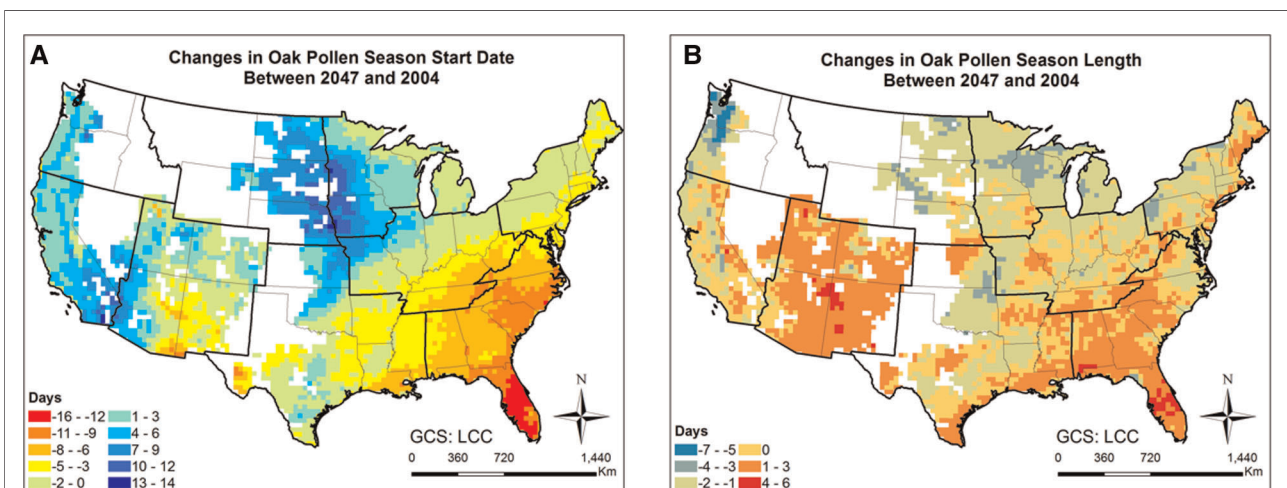 A
Changes in Oak Pollen Season Start Date
Between 2047 and 2004
Days
-16 - -12
-11 - -9
-8 - -6
-5 - -3
-2 - 0
1 - 3
4 - 6
7 - 9
10 - 12
13 - 14
GCS: LCC
N
0 360 720 1,440
Km
B
Changes in Oak Pollen Season Length
Between 2047 and 2004
Days
-7 - -5
-4 - -3
-2 - -1
0
1 - 3
4 - 6
GCS: LCC
N
0 360 720 1,440
Km